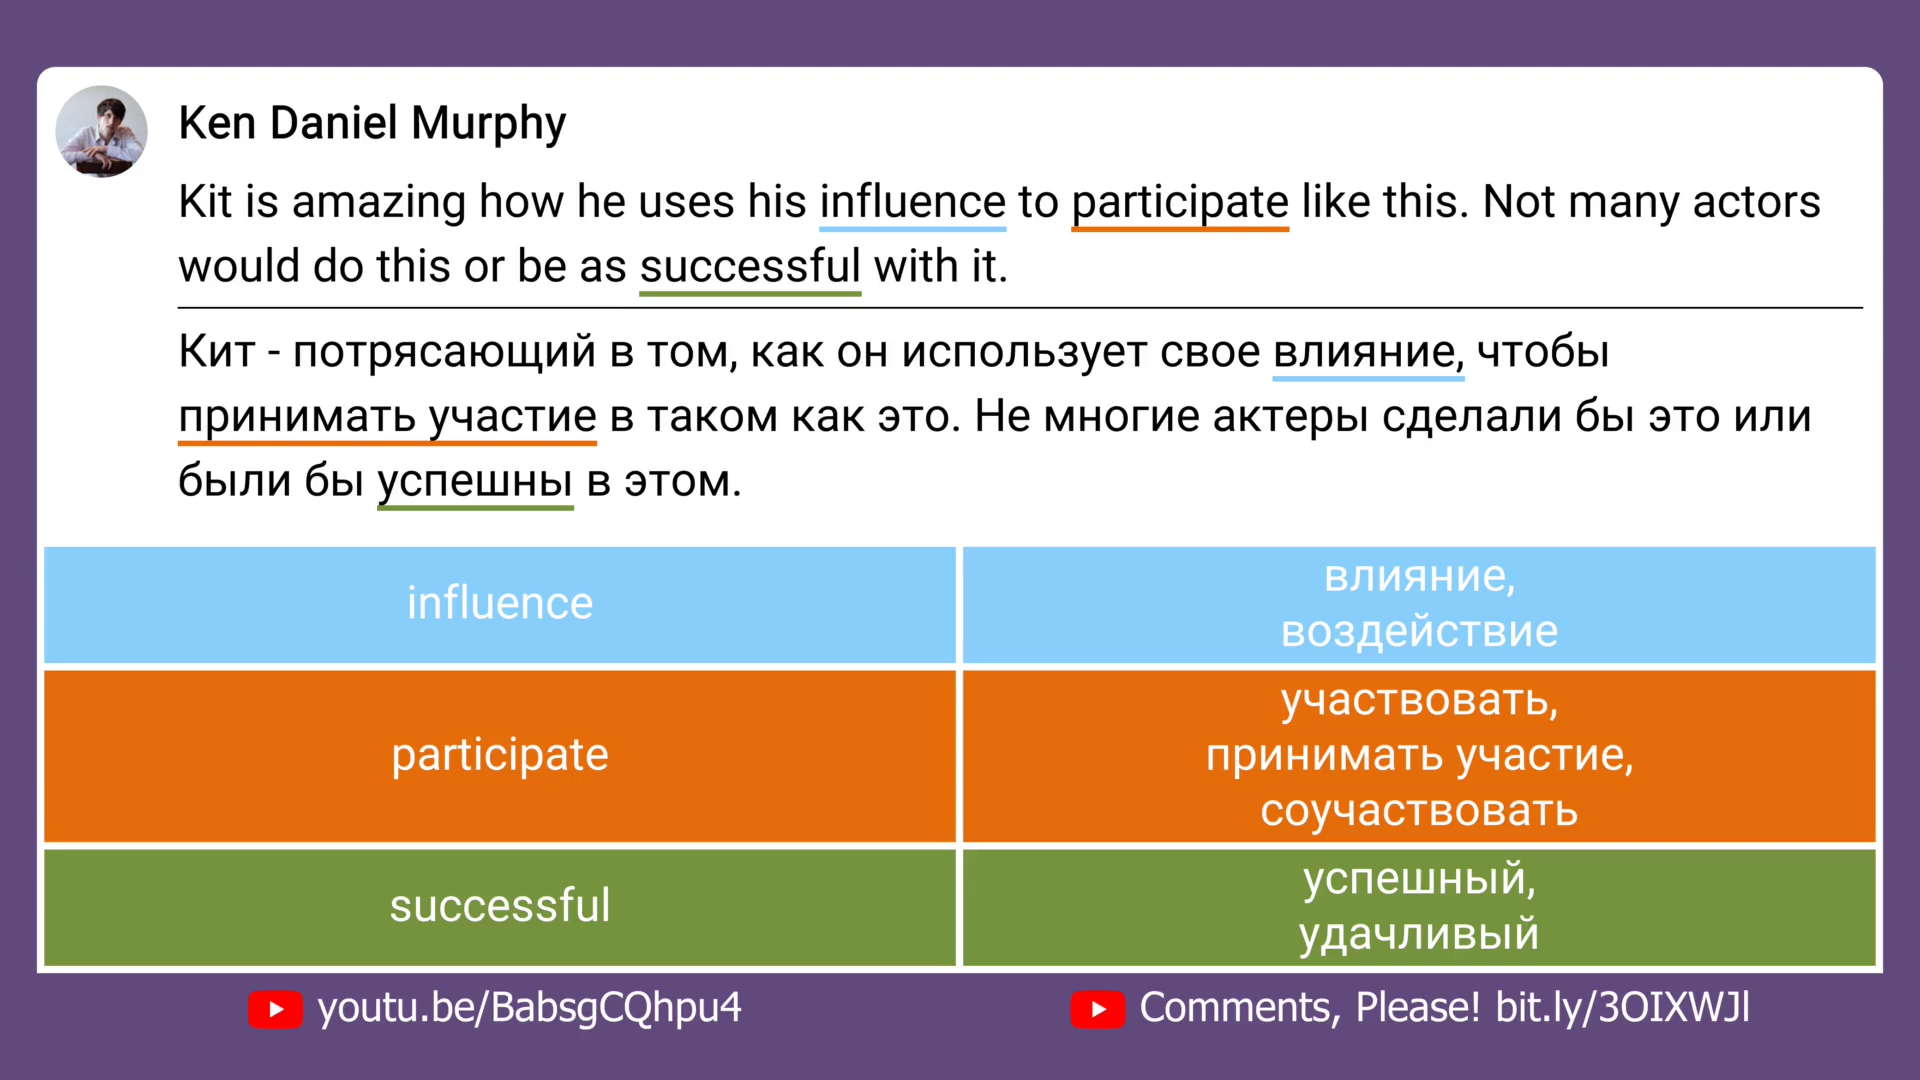 Ken Daniel Murphy
Kit is amazing how he uses his influence to participate like this. Not many actors
would do this or be as successful with it.
Кит - потрясающий в том, как он использует свое влияние, чтобы
принимать участие в таком как это. Не многие актеры сделали бы это или
были бы успешны в этом.
influence
влияние,
воздействие
participate
участвовать,
принимать участие,
соучаствовать
successful
успешный,
удачливый
youtu.be/BabsgCQhpu4
Comments, Please! bit.ly/3OIXWJl